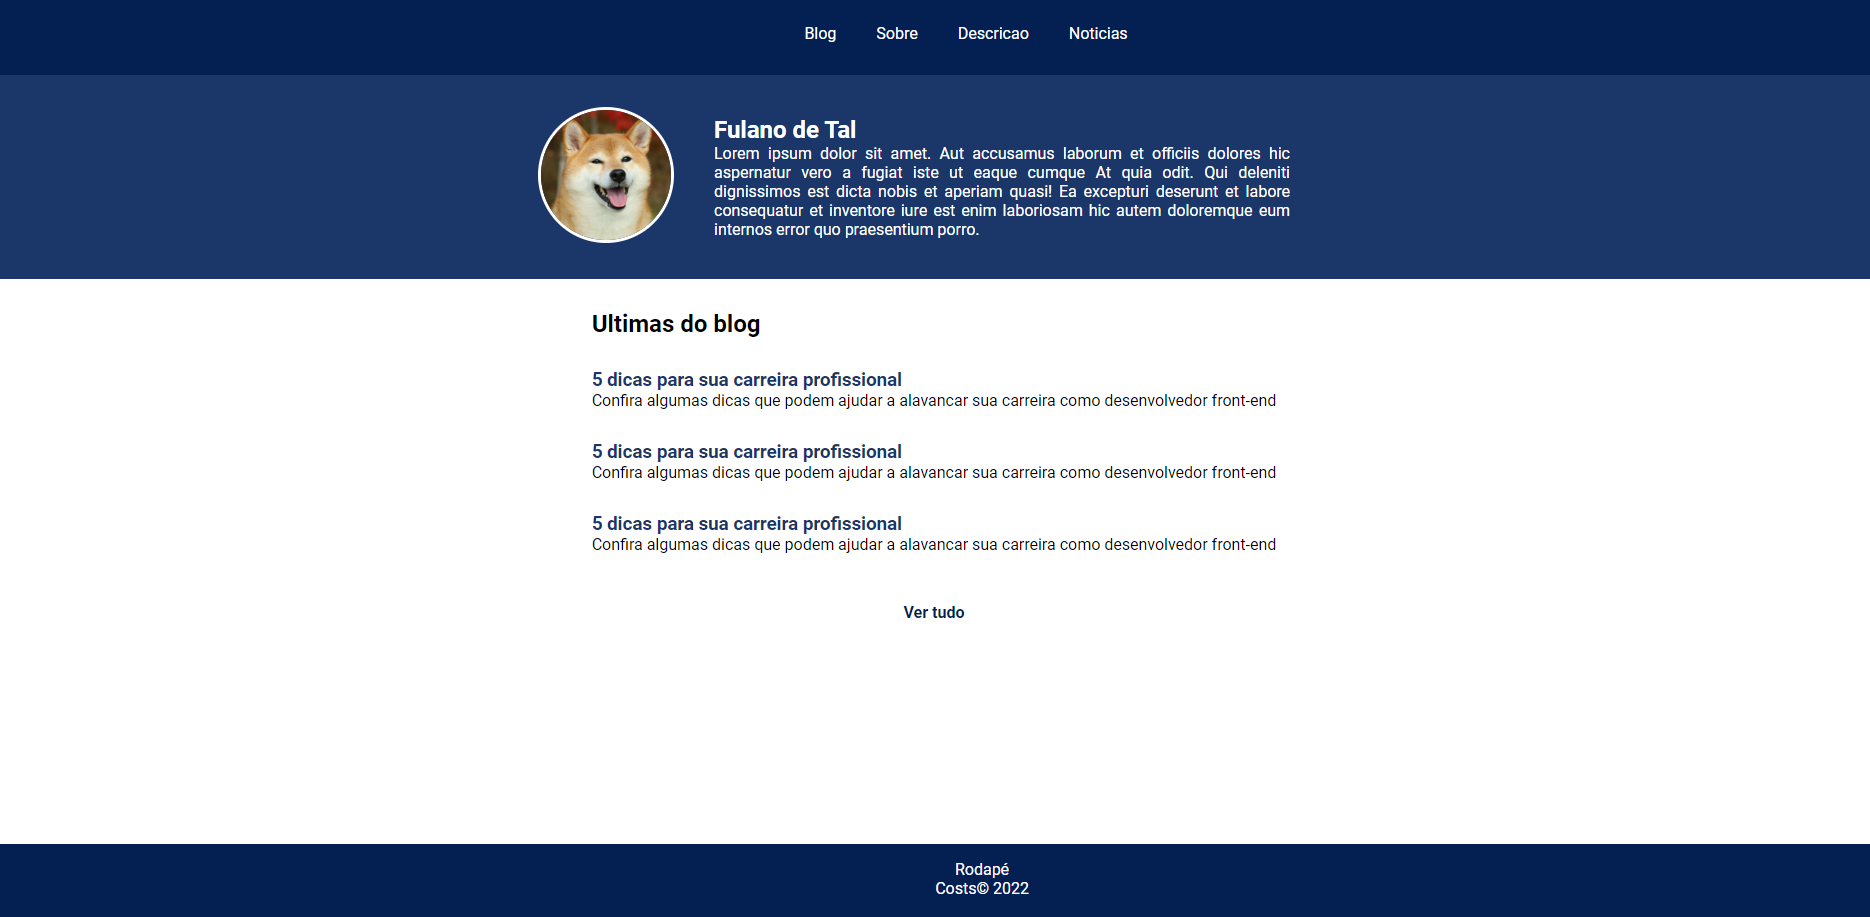 Blog Sobre Descricao Noticias
Fulano de Tal
Lorem ipsum dolor sit amet. Aut accusamus laborum et officiis dolores hic
aspernatur vero a fugiat iste ut eaque cumque At quia odit. Qui deleniti
dignissimos est dicta nobis et aperiam quasi! Ea excepturi deserunt et labore
consequatur et inventore iure est enim laboriosam hic autem doloremque eum
internos error quo praesentium porro.
Ultimas do blog
5 dicas para sua carreira profissional
Confira algumas dicas que podem ajudar a alavancar sua carreira como desenvolvedor front-end
5 dicas para sua carreira profissional
Confira algumas dicas que podem ajudar a alavancar sua carreira como desenvolvedor front-end
5 dicas para sua carreira profissional
Confira algumas dicas que podem ajudar a alavancar sua carreira como desenvolvedor front-end
Ver tudo
Rodapé
Costs© 2022